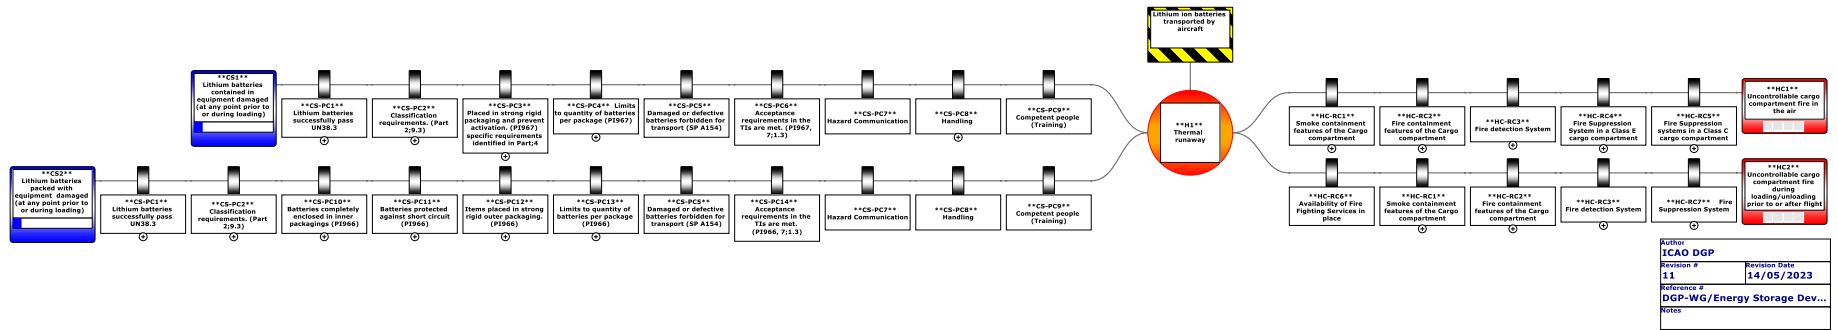 Lithium ion batteries
transported by
aircraft
**CS1**
Lithium batteries
contained in
equipment damaged
(at any point prior to
or during loading)
**CS-PC1**
Lithium batteries
successfully pass
UN38.3
**CS-PC2**
Classification
requirements. (Part
2;9.3)
**CS-PC3**
Placed in strong rigid
packaging and prevent
activation. (PI967)
specific requirements
identified in Part;4
**CS-PC4** Limits
to quantity of batteries
per package (PI967)
**CS-PC5**
Damaged or defective
batteries forbidden for
transport (SP A154)
**CS-PC6**
Acceptance
requirements in the
TIs are met. (PI967,
7;1.3)
**CS-PC7**
Hazard Communication
**CS-PC8**
Handling
**CS-PC9**
Competent people
(Training)
**H1**
Thermal
runaway
**HC-RC1**
Smoke containment
features of the Cargo
compartment
**HC-RC2**
Fire containment
features of the Cargo
compartment
**HC-RC3**
Fire detection System
**HC-RC4**
Fire Suppression
System in a Class E
cargo compartment
**HC-RC5**
Fire Suppression
systems in a Class C
cargo compartment
**HC1**
Uncontrollable cargo
compartment fire in
the air
**CS2**
Lithium batteries
packed with
equipment damaged
(at any point prior to
or during loading)
**CS-PC1**
Lithium batteries
successfully pass
UN38.3
**CS-PC2**
Classification
requirements. (Part
2;9.3)
**CS-PC10**
Batteries completely
enclosed in inner
packagings (PI966)
**CS-PC11**
Batteries protected
against short circuit
(PI966)
**CS-PC12**
Items placed in strong
rigid outer packaging.
(PI966)
**CS-PC13**
Limits to quantity of
batteries per package
(PI966)
**CS-PC5**
Damaged or defective
batteries forbidden for
transport (SP A154)
**CS-PC14**
Acceptance
requirements in the
TIs are met.
(PI966, 7;1.3)
**CS-PC7**
Hazard Communication
**CS-PC8**
Handling
**CS-PC9**
Competent people
(Training)
**HC-RC6**
Availability of Fire
Fighting Services in
place
**HC-RC1**
Smoke containment
features of the Cargo
compartment
**HC-RC2**
Fire containment
features of the Cargo
compartment
**HC-RC3**
Fire detection System
**HC-RC7** Fire
Suppression System
**HC2**
Uncontrollable cargo
compartment fire
during
loading/unloading
prior to or after flight
Author
ICAO DGP
Revision #
11
Revision Date
14/05/2023
Reference #
DGP-WG/Energy Storage Dev...
Notes